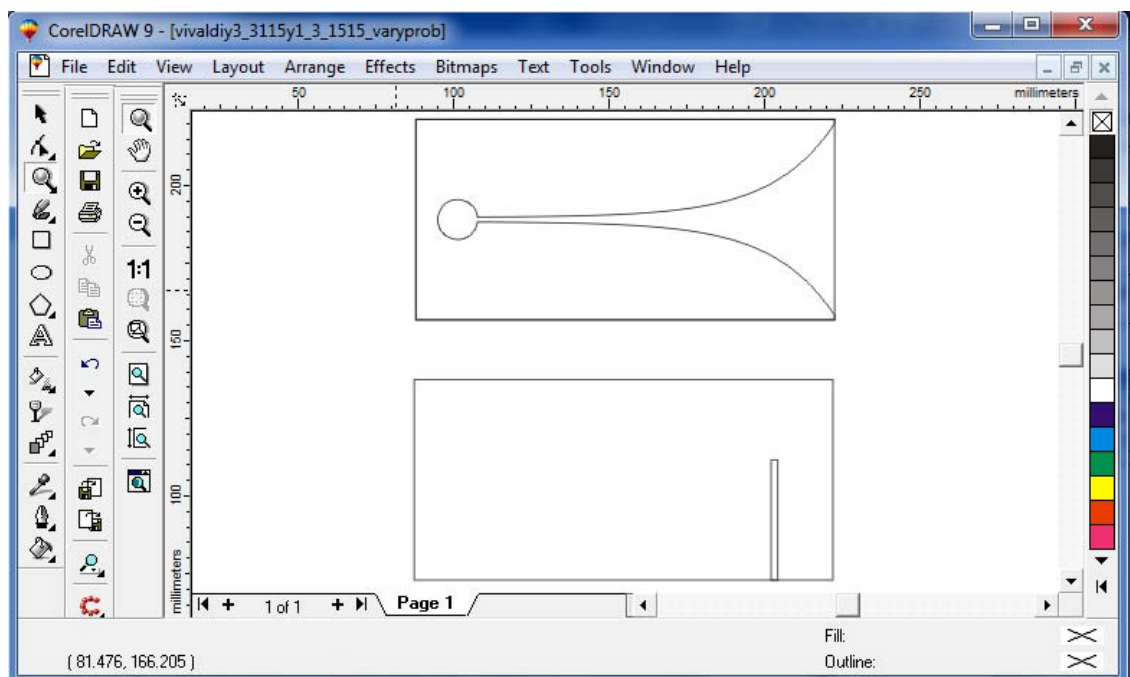 CorelDRAW 9 - [vivaldiy3_3115y1_3_1515_varyprob]
File Edit View Layout Arrange Effects Bitmaps Text Tools Window Help
50 100 150 200 250 millimeters
200
1:1
150
100
millimeters
1 of 1 Page 1
Fill:
( 81.476, 166.205 ) Outline: